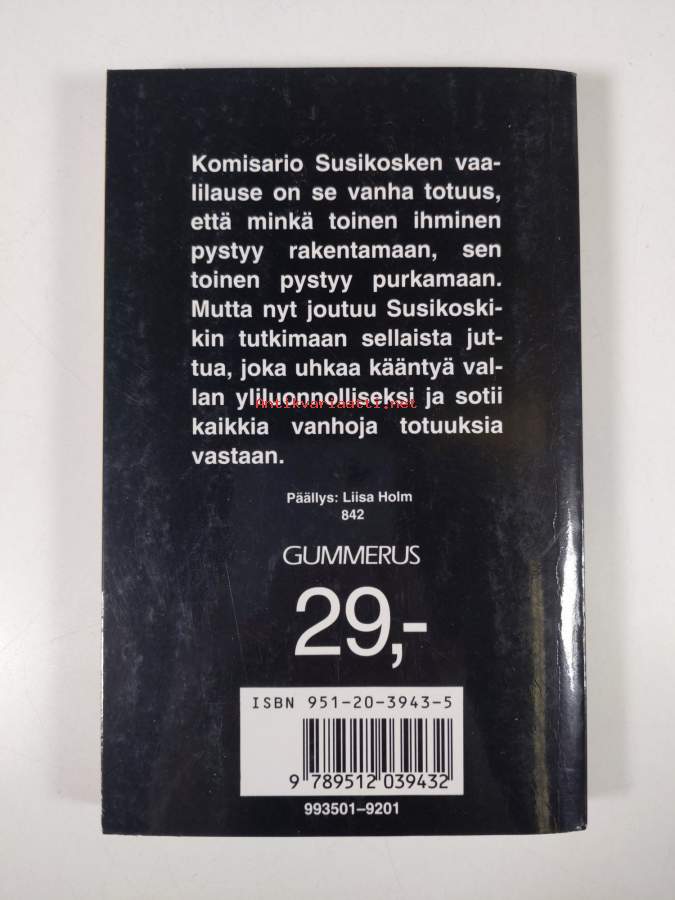 Komisario Susikosken vaa-
lilause on se vanha totuus,
että minkä toinen ihminen
pystyy rakentamaan, sen
toinen pystyy purkamaan.
Mutta nyt joutuu Susikoski-
kin tutkimaan sellaista jut-
tua, joka uhkaa kääntyä val-
lan yliluonnolliseksi ja sotii
Antikvariaatti.net
kaikkia vanhoja totuuksia
vastaan.
Päällys: Liisa Holm
842
GUMMERUS
29,-
ISBN 951-20-3943-5
9 789512 039432
993501-9201